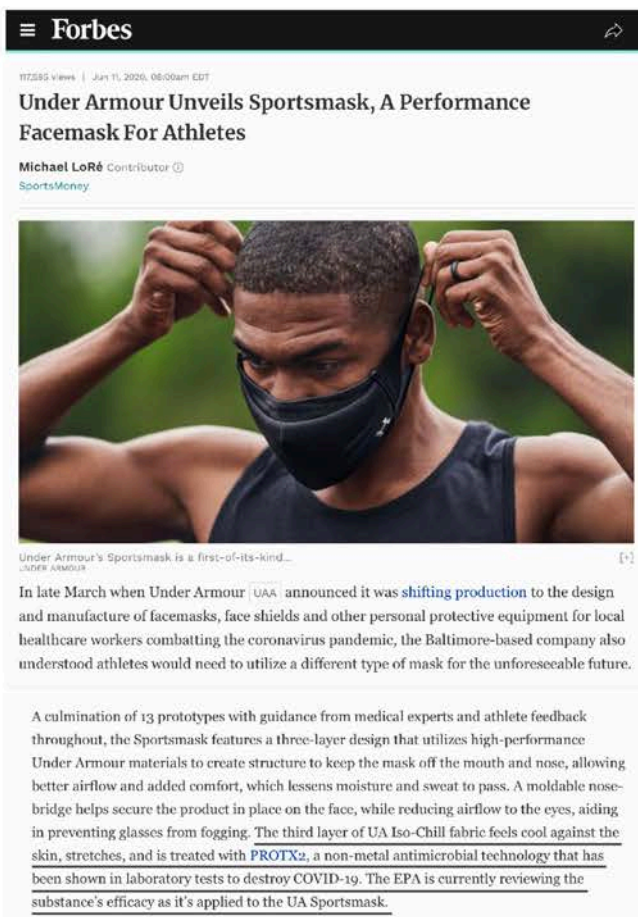 Forbes
117,595 views | Jun 11, 2020, 08:00am EDT
Under Armour Unveils Sportsmask, A Performance
Facemask For Athletes
Michael LoRé Contributor
SportsMoney
Under Armour's Sportsmask is a first-of-its-kind... [+]
UNDER ARMOUR
In late March when Under Armour UAA announced it was shifting production to the design
and manufacture of facemasks, face shields and other personal protective equipment for local
healthcare workers combatting the coronavirus pandemic, the Baltimore-based company also
understood athletes would need to utilize a different type of mask for the unforeseeable future.
A culmination of 13 prototypes with guidance from medical experts and athlete feedback
throughout, the Sportsmask features a three-layer design that utilizes high-performance
Under Armour materials to create structure to keep the mask off the mouth and nose, allowing
better airflow and added comfort, which lessens moisture and sweat to pass. A moldable nose-
bridge helps secure the product in place on the face, while reducing airflow to the eyes, aiding
in preventing glasses from fogging. The third layer of UA Iso-Chill fabric feels cool against the
skin, stretches, and is treated with PROTX2, a non-metal antimicrobial technology that has
been shown in laboratory tests to destroy COVID-19. The EPA is currently reviewing the
substance's efficacy as it's applied to the UA Sportsmask.